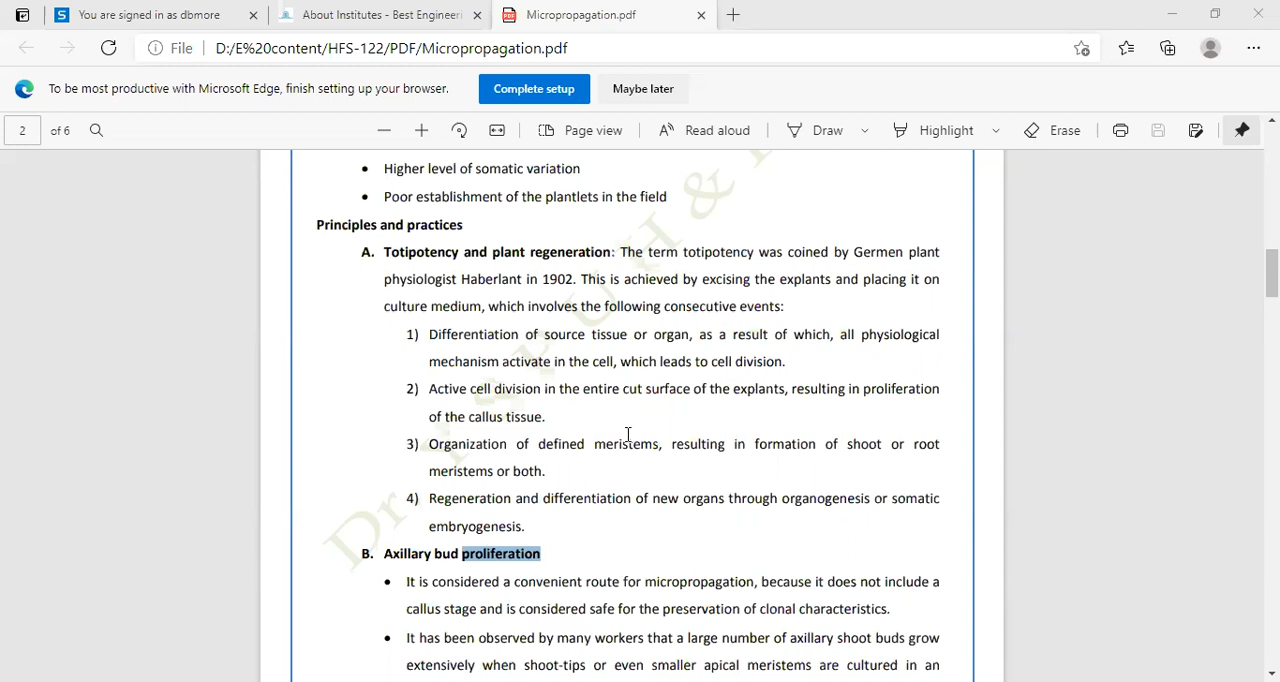 You are signed in as dbmore
About Institutes - Best Engineeri
Micropropagation.pdf
File
D:/E%20content/HFS-122/PDF/Micropropagation.pdf
To be most productive with Microsoft Edge, finish setting up your browser.
Complete setup
Maybe later
2 of 6
Page view
Read aloud
Draw
Highlight
Erase
• Higher level of somatic variation
• Poor establishment of the plantlets in the field
Principles and practices
A. Totipotency and plant regeneration: The term totipotency was coined by Germen plant
physiologist Haberlant in 1902. This is achieved by excising the explants and placing it on
culture medium, which involves the following consecutive events:
1) Differentiation of source tissue or organ, as a result of which, all physiological
mechanism activate in the cell, which leads to cell division.
2) Active cell division in the entire cut surface of the explants, resulting in proliferation
of the callus tissue.
3) Organization of defined meristems, resulting in formation of shoot or root
meristems or both.
4) Regeneration and differentiation of new organs through organogenesis or somatic
embryogenesis.
B. Axillary bud proliferation
• It is considered a convenient route for micropropagation, because it does not include a
callus stage and is considered safe for the preservation of clonal characteristics.
• It has been observed by many workers that a large number of axillary shoot buds grow
extensively when shoot-tips or even smaller apical meristems are cultured in an